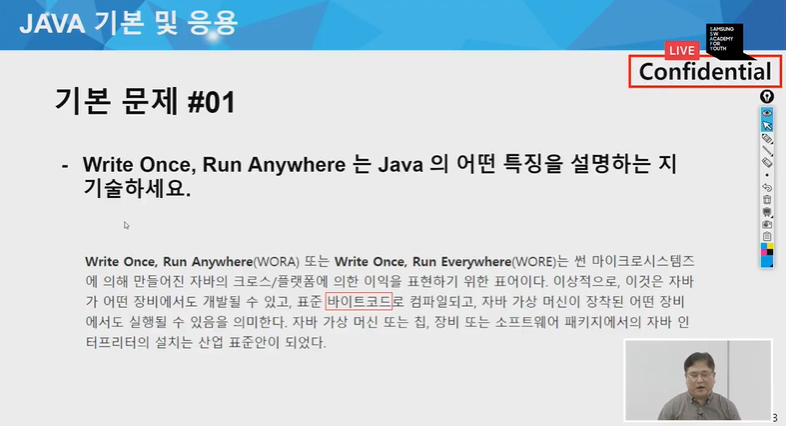 JAVA 기본 및 응용
LIVE
SAMSUNG
SW
ACADEMY
FOR
YOUTH
Confidential
기본 문제 #01
- Write Once, Run Anywhere 는 Java 의 어떤 특징을 설명하는 지
기술하세요.
Write Once, Run Anywhere(WORA) 또는 Write Once, Run Everywhere(WORE)는 썬 마이크로시스템즈
에 의해 만들어진 자바의 크로스/플랫폼에 의한 이익을 표현하기 위한 표어이다. 이상적으로, 이것은 자바
가 어떤 장비에서도 개발될 수 있고, 표준 바이트코드로 컴파일되고, 자바 가상 머신이 장착된 어떤 장비
에서도 실행될 수 있음을 의미한다. 자바 가상 머신 또는 칩, 장비 또는 소프트웨어 패키지에서의 자바 인
터프리터의 설치는 산업 표준안이 되었다.
3